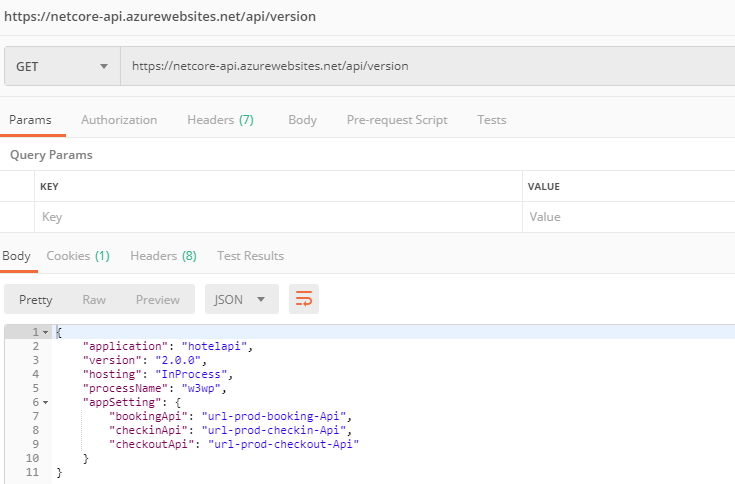 https://netcore-api.azurewebsites.net/api/version
GET https://netcore-api.azurewebsites.net/api/version
Params Authorization Headers (7) Body Pre-request Script Tests
Query Params
KEY VALUE
Key Value
Body Cookies (1) Headers (8) Test Results
Pretty Raw Preview JSON
1 {
2 "application": "hotelapi",
3 "version": "2.0.0",
4 "hosting": "InProcess",
5 "processName": "w3wp",
6 "appSetting": {
7 "bookingApi": "url-prod-booking-Api",
8 "checkinApi": "url-prod-checkin-Api",
9 "checkoutApi": "url-prod-checkout-Api"
10 }
11 }